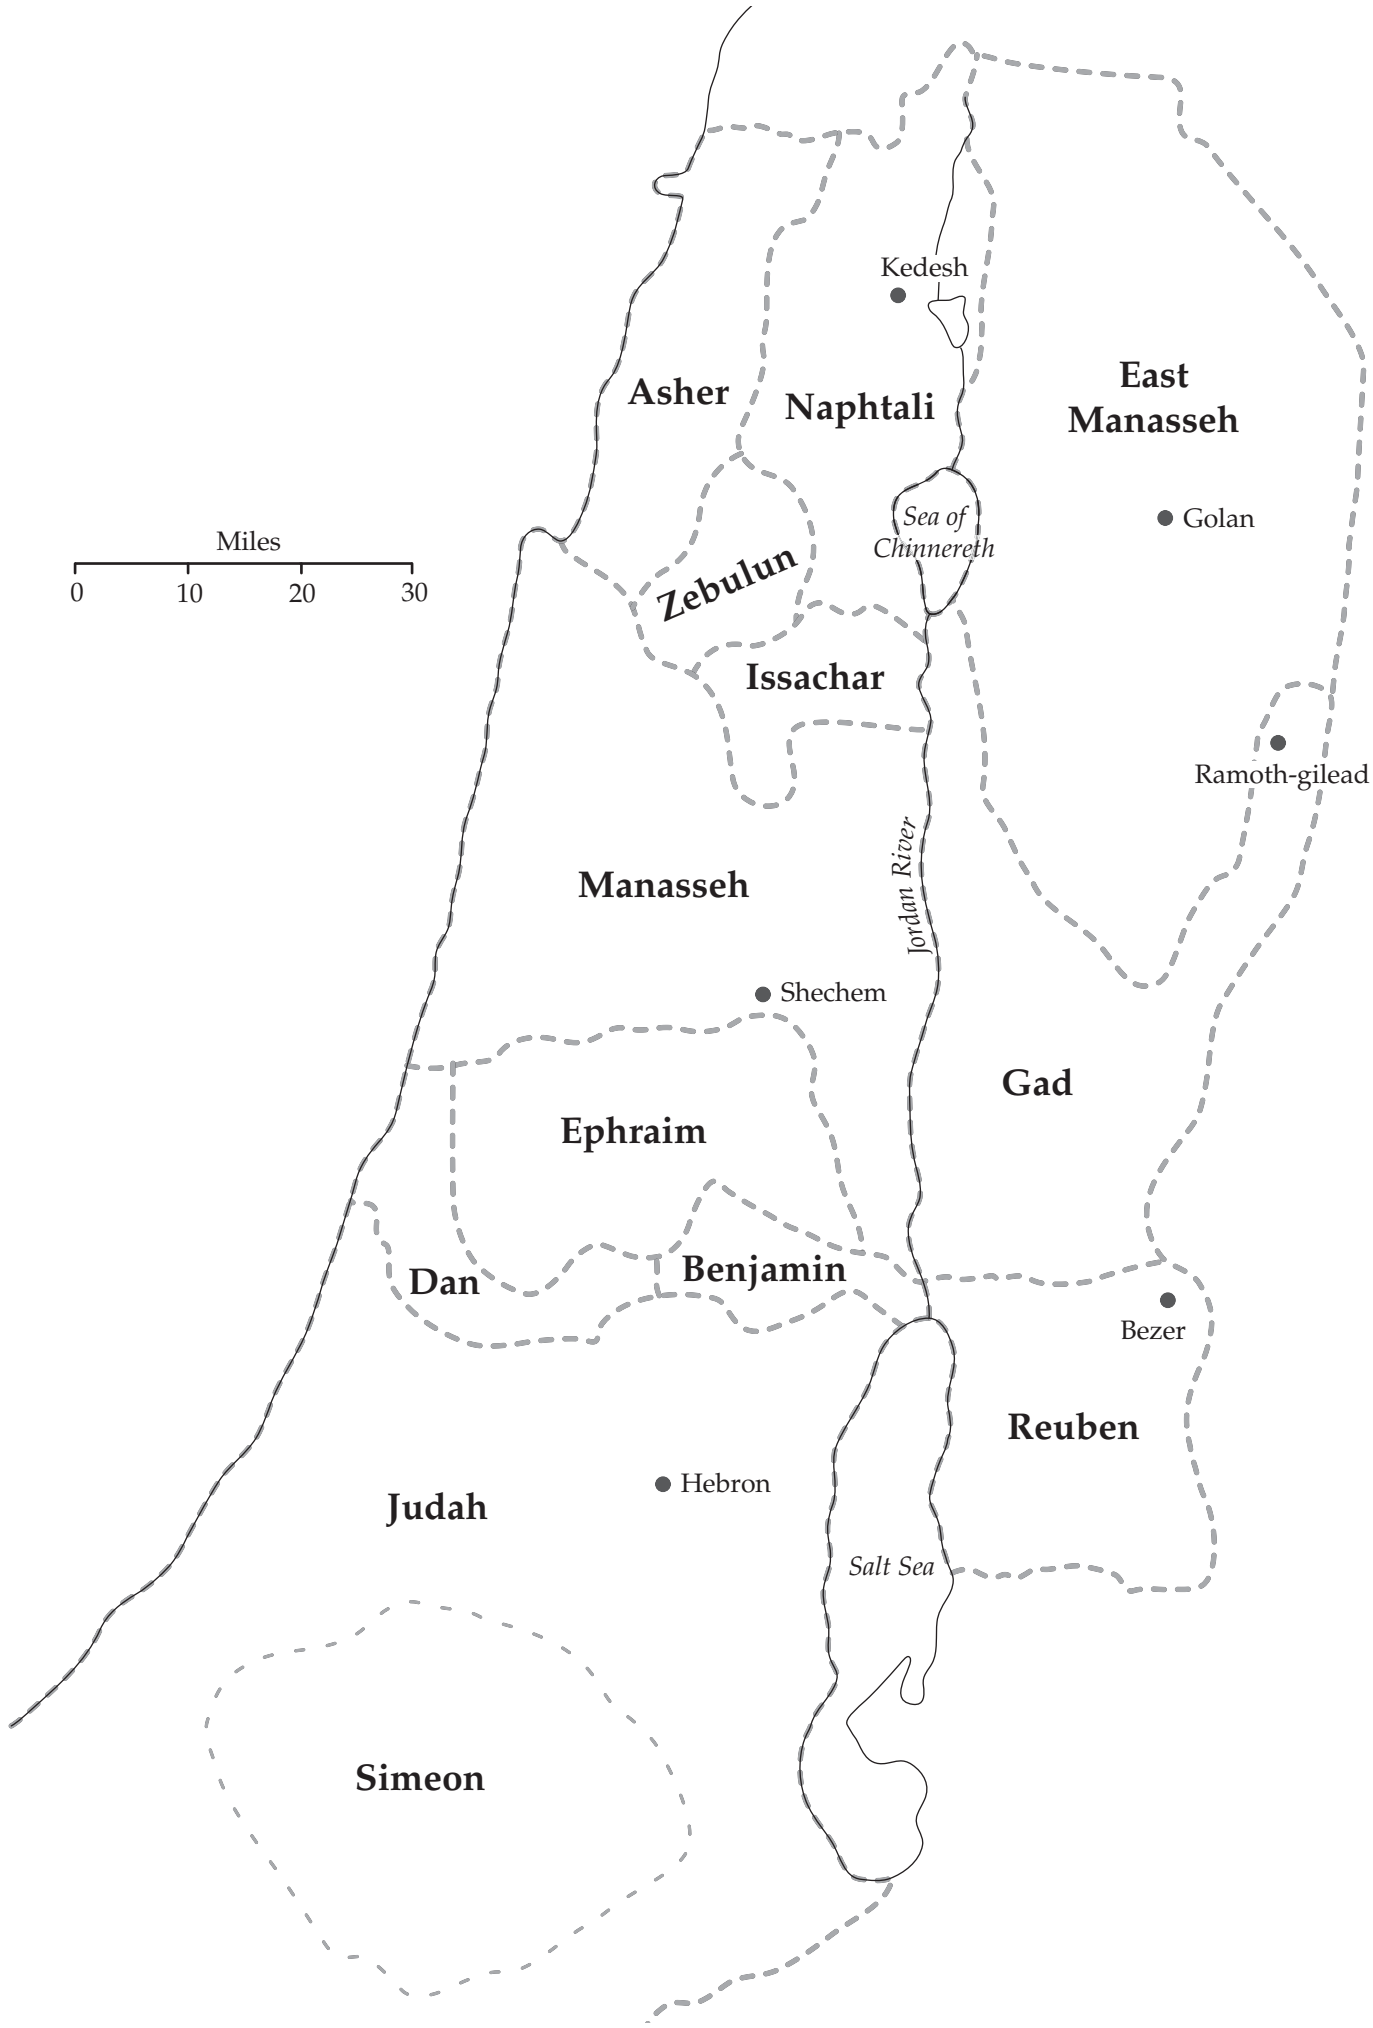 Kedesh
East
Manasseh
Asher
Naphtali
Sea of
Chinnereth
Golan
Miles
0 10 20 30
Zebulun
Issachar
Ramoth-gilead
Jordan River
Manasseh
Shechem
Gad
Ephraim
Benjamin
Dan
Bezer
Reuben
Hebron
Judah
Salt Sea
Simeon